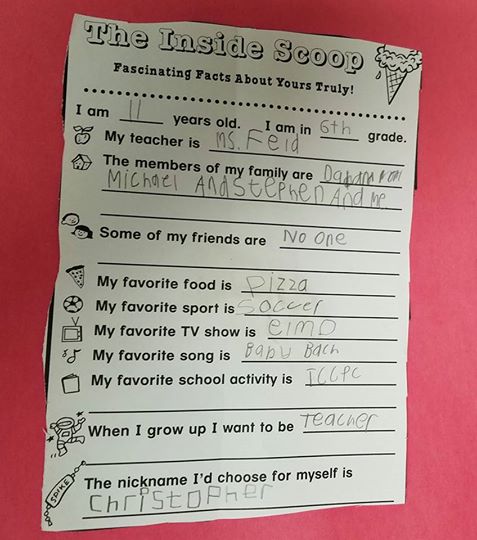 The Inside Scoop
Fascinating Facts About Yours Truly!
I am 11 years old. I am in 6th grade.
My teacher is MS. Feld
The members of my family are
Michael And Stephen And me
Some of my friends are No one
My favorite food is pizza
My favorite sport is soccer
My favorite TV show is elmo
My favorite song is Baby Bach
My favorite school activity is
When I grow up I want to be Teacher
SPIKE
The nickname I'd choose for myself is
christopher